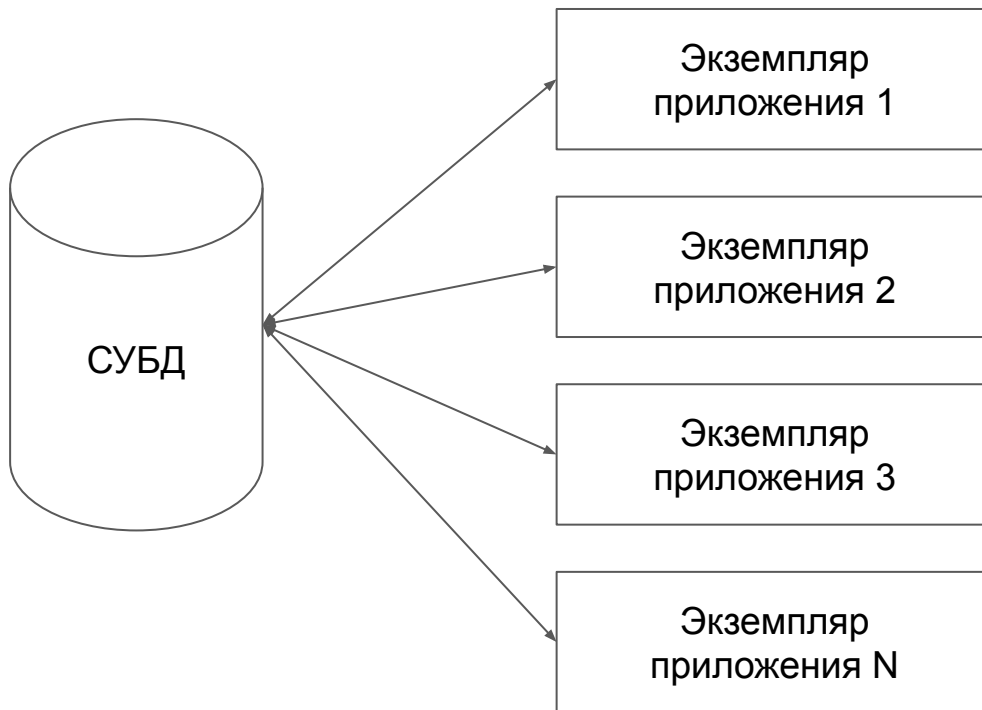 Экземпляр
приложения 1
Экземпляр
приложения 2
СУБД
Экземпляр
приложения 3
Экземпляр
приложения N